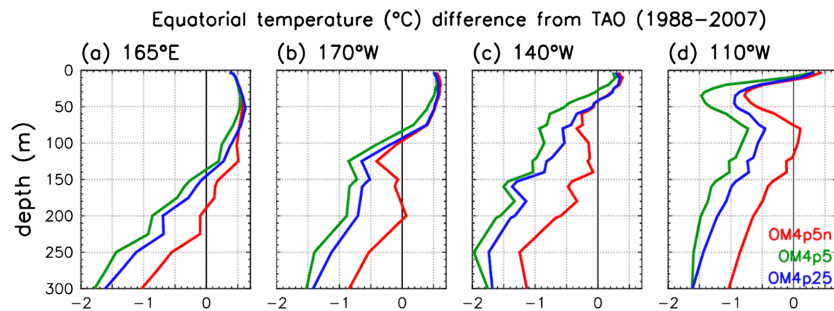 Equatorial temperature (°C) difference from TAO (1988–2007)
(a) 165°E
(b) 170°W
(c) 140°W
(d) 110°W
depth (m)
0
50
100
150
200
250
300
−2 −1 0
−2 −1 0
−2 −1 0
−2 −1 0
OM4p5n
OM4p5
OM4p25